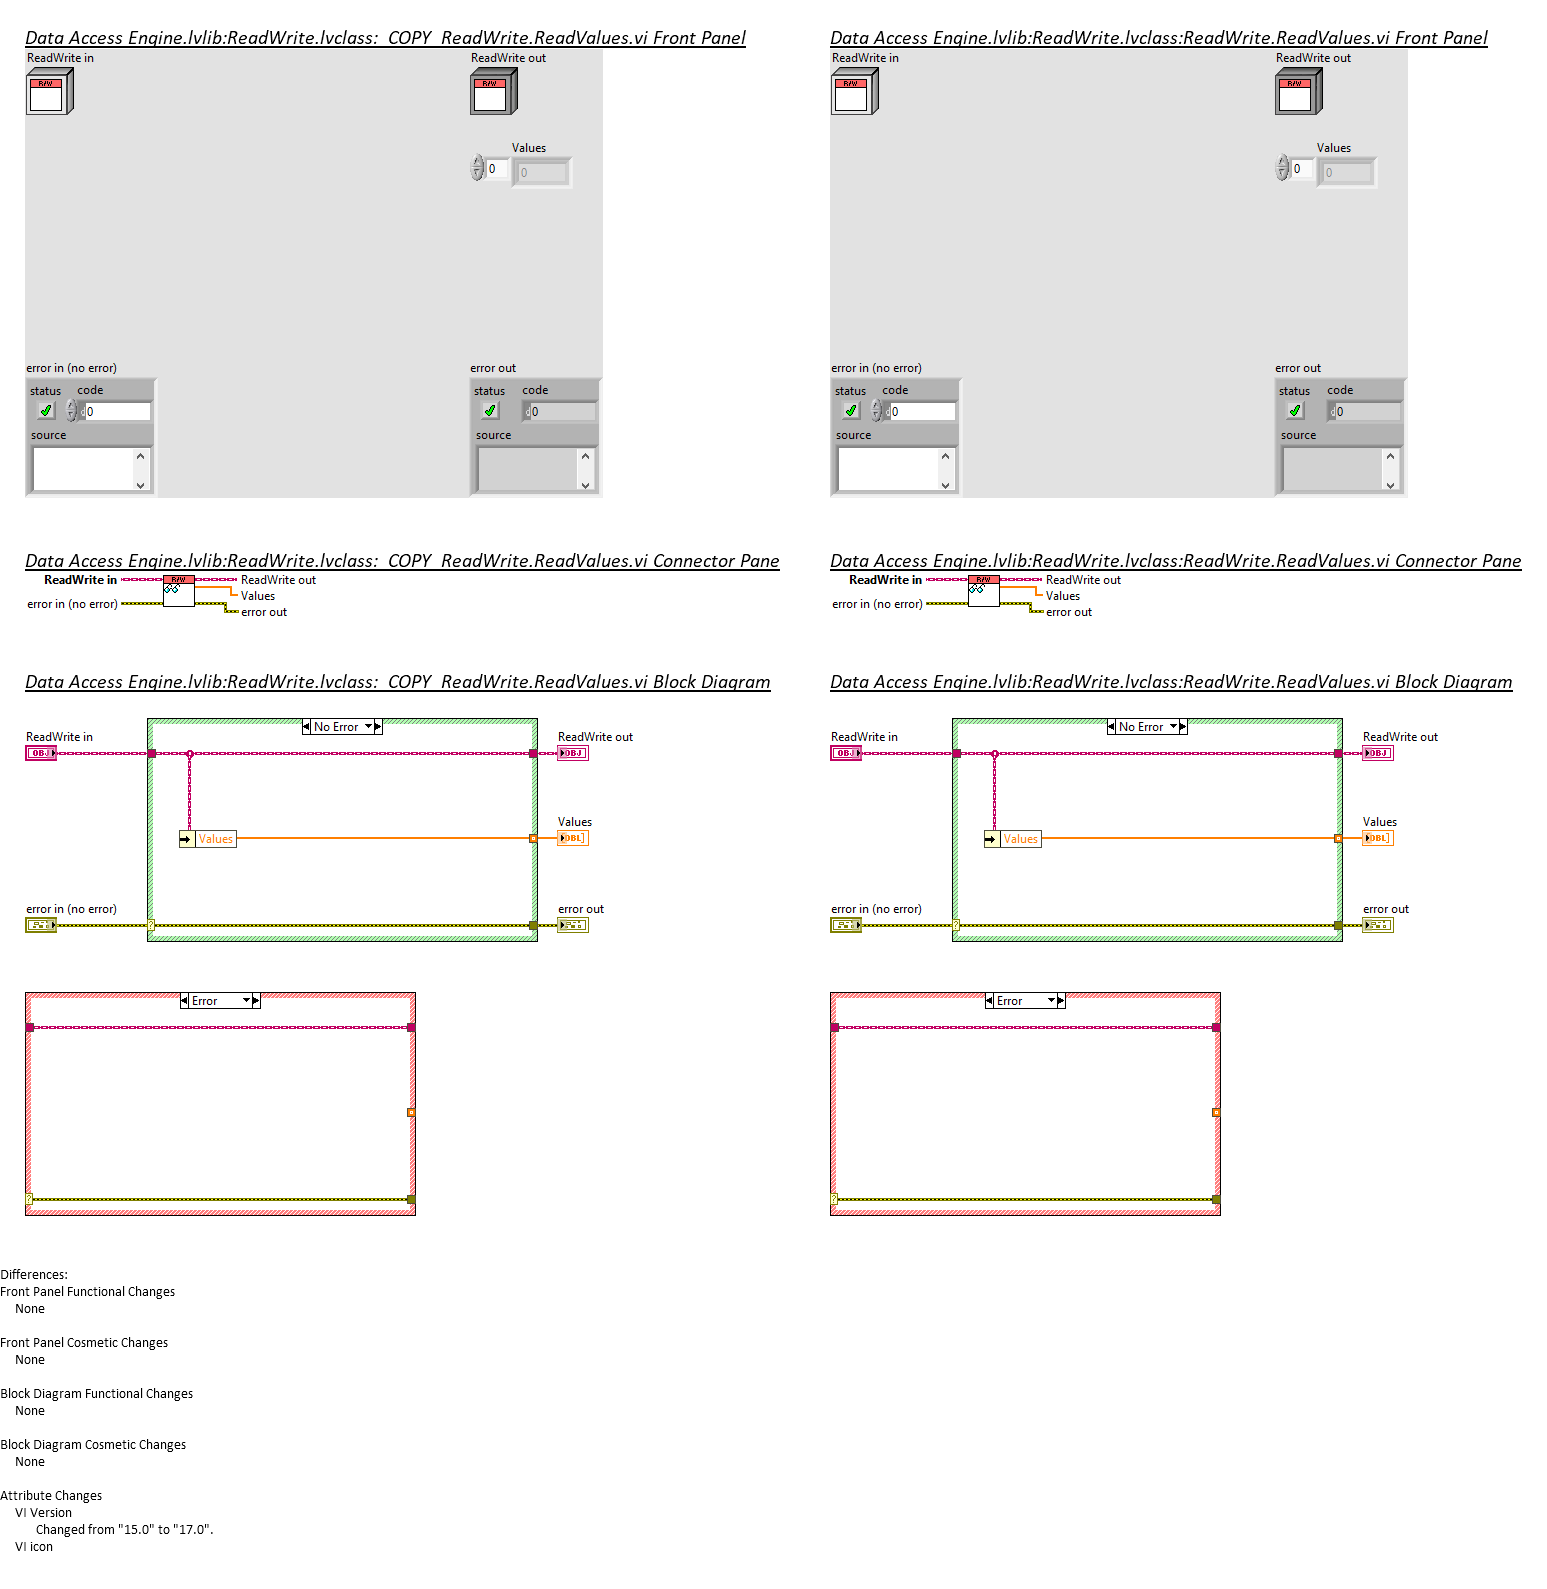 Data Access Engine.lvlib:ReadWrite.lvclass:_COPY_ReadWrite.ReadValues.vi Front Panel
ReadWrite in
R/W
ReadWrite out
R/W
Values
0
0
error in (no error)
status
code
d
0
source
error out
status
code
d
0
source
Data Access Engine.lvlib:ReadWrite.lvclass:ReadWrite.ReadValues.vi Front Panel
ReadWrite in
R/W
ReadWrite out
R/W
Values
0
0
error in (no error)
status
code
d
0
source
error out
status
code
d
0
source
Data Access Engine.lvlib:ReadWrite.lvclass:_COPY_ReadWrite.ReadValues.vi Connector Pane
ReadWrite in
R/W
ReadWrite out
Values
error in (no error)
error out
Data Access Engine.lvlib:ReadWrite.lvclass:ReadWrite.ReadValues.vi Connector Pane
ReadWrite in
R/W
ReadWrite out
Values
error in (no error)
error out
Data Access Engine.lvlib:ReadWrite.lvclass:_COPY_ReadWrite.ReadValues.vi Block Diagram
No Error
ReadWrite in
OBJ
ReadWrite out
OBJ
Values
Values
DBL
error in (no error)
?
error out
Error
?
Data Access Engine.lvlib:ReadWrite.lvclass:ReadWrite.ReadValues.vi Block Diagram
No Error
ReadWrite in
OBJ
ReadWrite out
OBJ
Values
Values
DBL
error in (no error)
?
error out
Error
?
Differences:
Front Panel Functional Changes
None
Front Panel Cosmetic Changes
None
Block Diagram Functional Changes
None
Block Diagram Cosmetic Changes
None
Attribute Changes
VI Version
Changed from "15.0" to "17.0".
VI icon